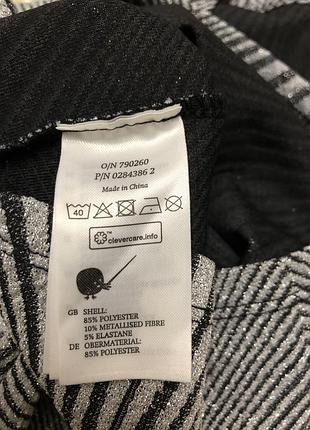 O/N 790260
P/N 0284386 2
Made in China
40
™
clevercare.info
GB SHELL:
85% POLYESTER
10% METALLISED FIBRE
5% ELASTANE
DE OBERMATERIAL:
85% POLYESTER